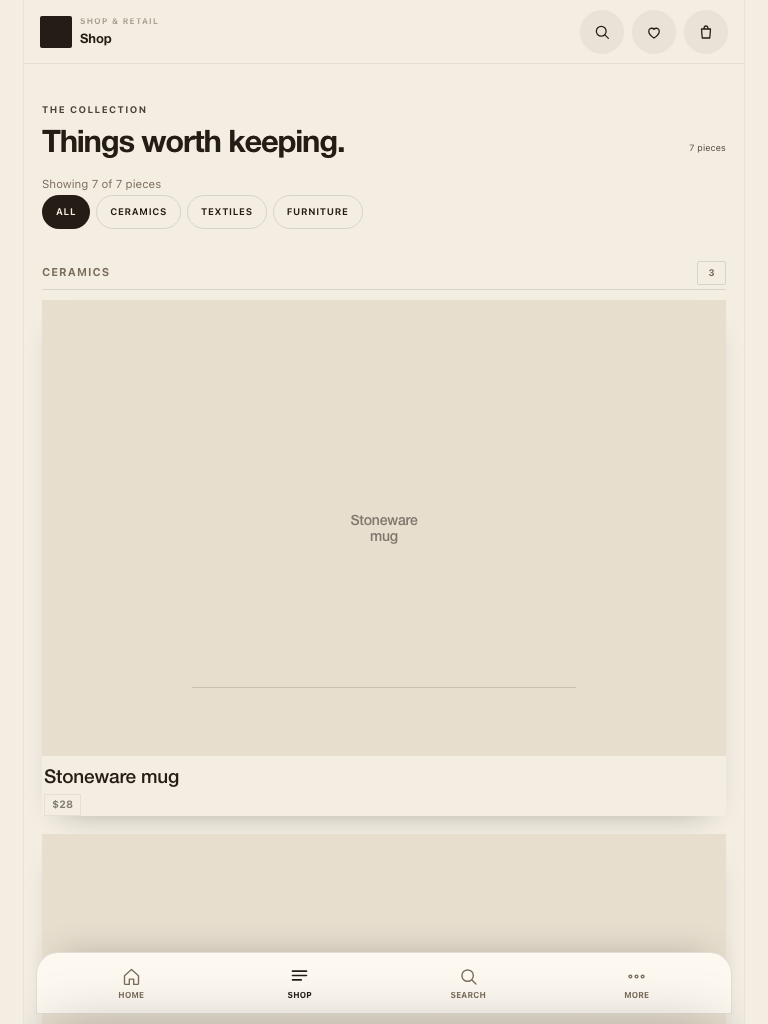 SHOP & RETAIL
Shop
THE COLLECTION
Things worth keeping.
7 pieces
Showing 7 of 7 pieces
ALL
CERAMICS
TEXTILES
FURNITURE
CERAMICS
3
Stoneware
mug
Stoneware mug
$28
HOME
SHOP
SEARCH
MORE